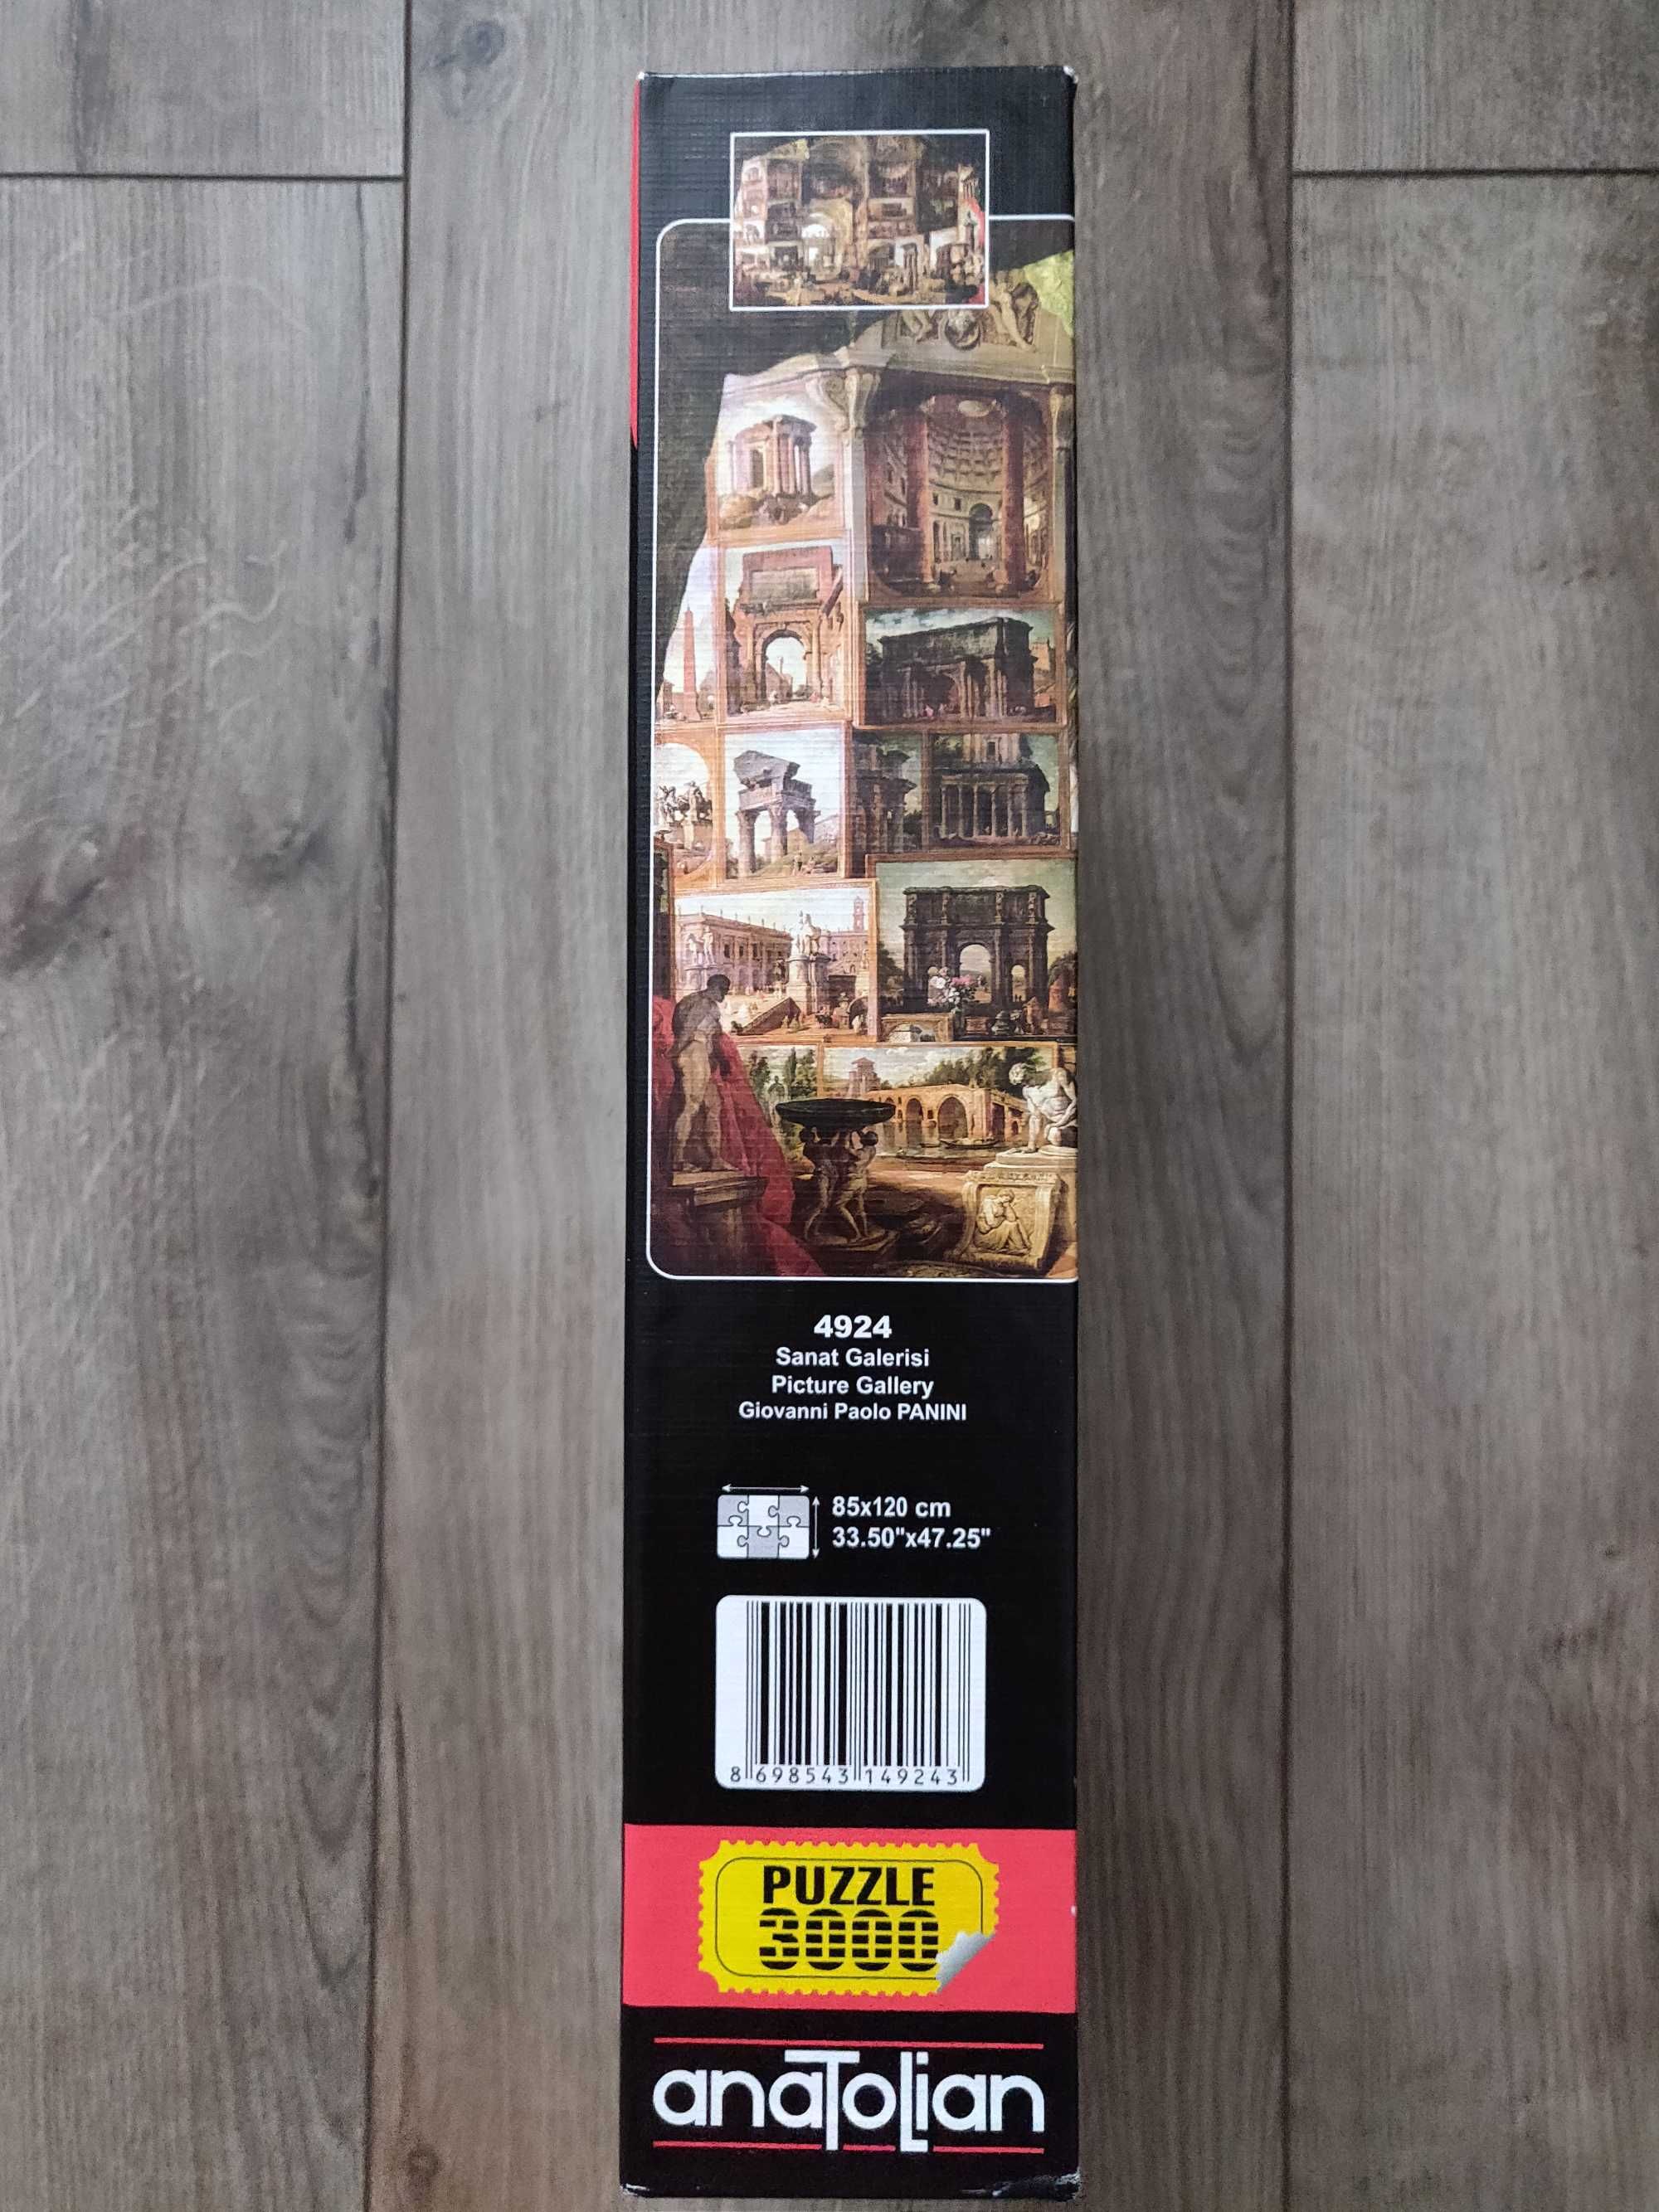 4924
Sanat Galerisi
Picture Gallery
Giovanni Paolo PANINI
85x120 cm
33.50"x47.25"
8 698543 149243
PUZZLE
3000
anaTolian